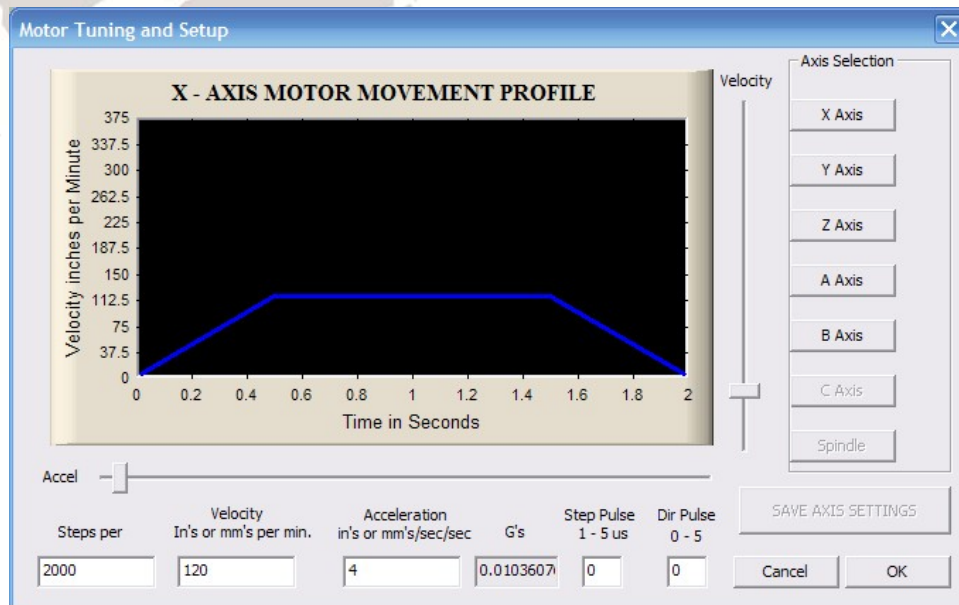 Motor Tuning and Setup
X - AXIS MOTOR MOVEMENT PROFILE
Velocity inches per Minute
375
337.5
300
262.5
225
187.5
150
112.5
75
37.5
0
0 0.2 0.4 0.6 0.8 1 1.2 1.4 1.6 1.8 2
Time in Seconds
Velocity
Axis Selection
X Axis
Y Axis
Z Axis
A Axis
B Axis
C Axis
Spindle
Accel
Steps per
Velocity
In's or mm's per min.
Acceleration
in's or mm's/sec/sec
G's
Step Pulse
1 - 5 us
Dir Pulse
0 - 5
2000
120
4
0.0103607
0
0
SAVE AXIS SETTINGS
Cancel
OK